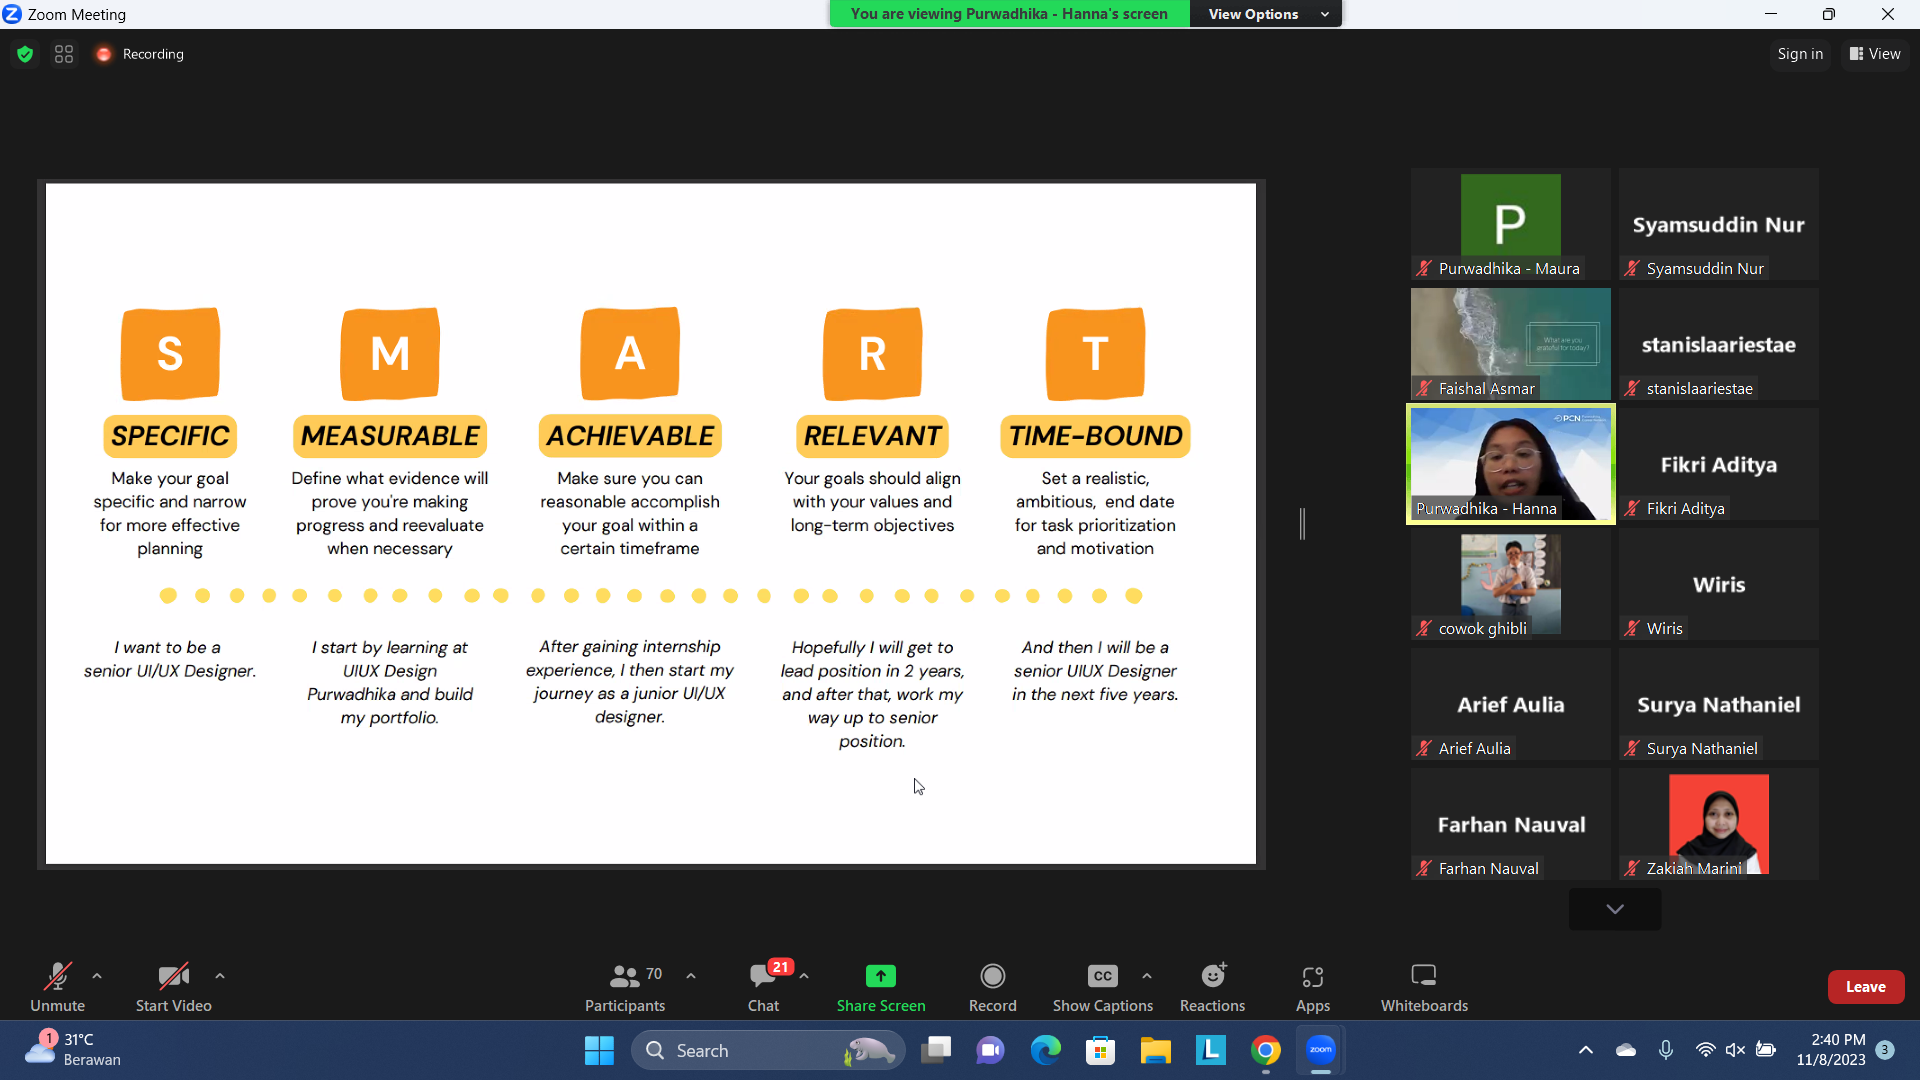 Zoom Meeting
You are viewing Purwadhika - Hanna's screen
View Options
Recording
Sign in
View
S
M
A
R
T
SPECIFIC
Make your goal
specific and narrow
for more effective
planning
MEASURABLE
Define what evidence will
prove you're making
progress and reevaluate
when necessary
ACHIEVABLE
Make sure you can
reasonable accomplish
your goal within a
certain timeframe
RELEVANT
Your goals should align
with your values and
long-term objectives
TIME-BOUND
Set a realistic,
ambitious, end date
for task prioritization
and motivation
I want to be a
senior UI/UX Designer.
I start by learning at
UIUX Design
Purwadhika and build
my portfolio.
After gaining internship
experience, I then start my
journey as a junior UI/UX
designer.
Hopefully I will get to
lead position in 2 years,
and after that, work my
way up to senior
position.
And then I will be a
senior UIUX Designer
in the next five years.
P
Purwadhika - Maura
Syamsuddin Nur
Syamsuddin Nur
What are you
grateful for today?
Faishal Asmar
stanislaariestae
stanislaariestae
PCN
Purwadhika - Hanna
Fikri Aditya
Fikri Aditya
cowok ghibli
Wiris
Wiris
Arief Aulia
Arief Aulia
Surya Nathaniel
Surya Nathaniel
Farhan Nauval
Farhan Nauval
Zakiah Marini
Unmute
Start Video
70
Participants
21
Chat
Share Screen
Record
CC
Show Captions
Reactions
Apps
Whiteboards
Leave
1
31°C
Berawan
Search
L
zoom
2:40 PM
11/8/2023
3